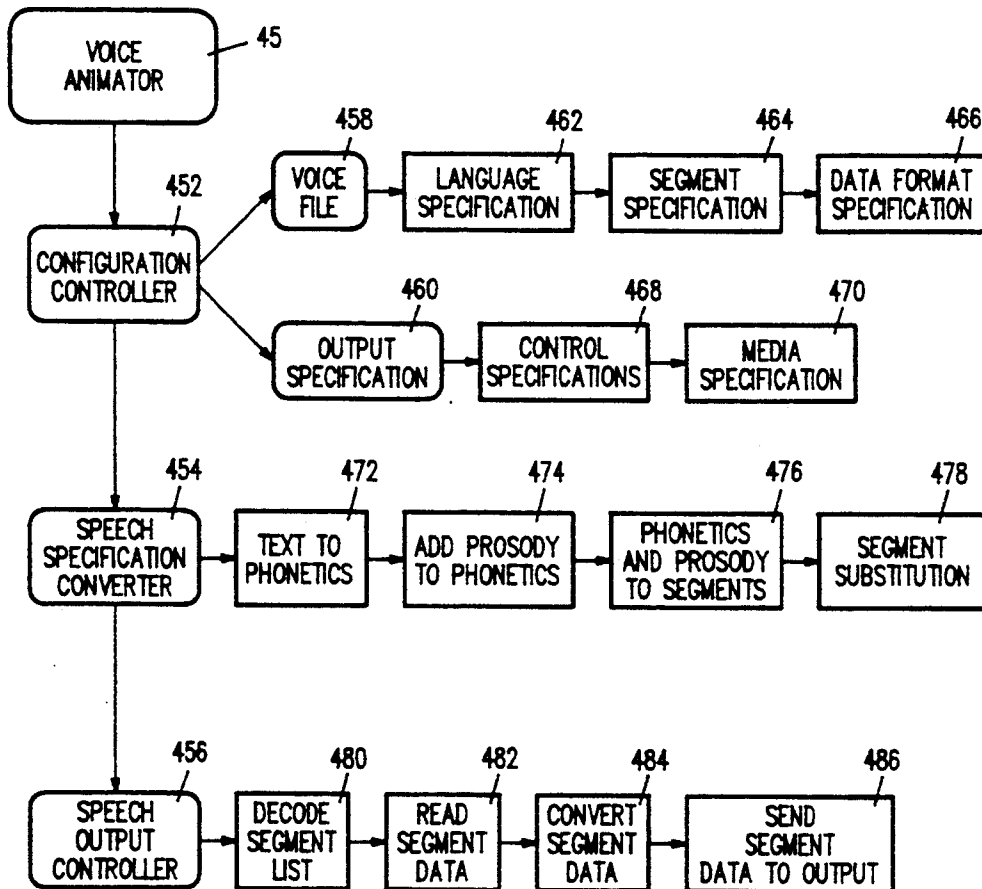 45
VOICE
ANIMATOR
452
CONFIGURATION
CONTROLLER
458
VOICE
FILE
462
LANGUAGE
SPECIFICATION
464
SEGMENT
SPECIFICATION
466
DATA FORMAT
SPECIFICATION
460
OUTPUT
SPECIFICATION
468
CONTROL
SPECIFICATIONS
470
MEDIA
SPECIFICATION
454
SPEECH
SPECIFICATION
CONVERTER
472
TEXT TO
PHONETICS
474
ADD PROSODY
TO PHONETICS
476
PHONETICS
AND PROSODY
TO SEGMENTS
478
SEGMENT
SUBSTITUTION
456
SPEECH
OUTPUT
CONTROLLER
480
DECODE
SEGMENT
LIST
482
READ
SEGMENT
DATA
484
CONVERT
SEGMENT
DATA
486
SEND
SEGMENT
DATA TO OUTPUT